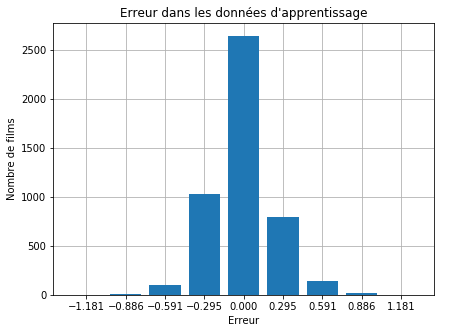 Erreur dans les données d'apprentissage
Nombre de films
2500
2000
1500
1000
500
0
−1.181 −0.886 −0.591 −0.295 0.000 0.295 0.591 0.886 1.181
Erreur